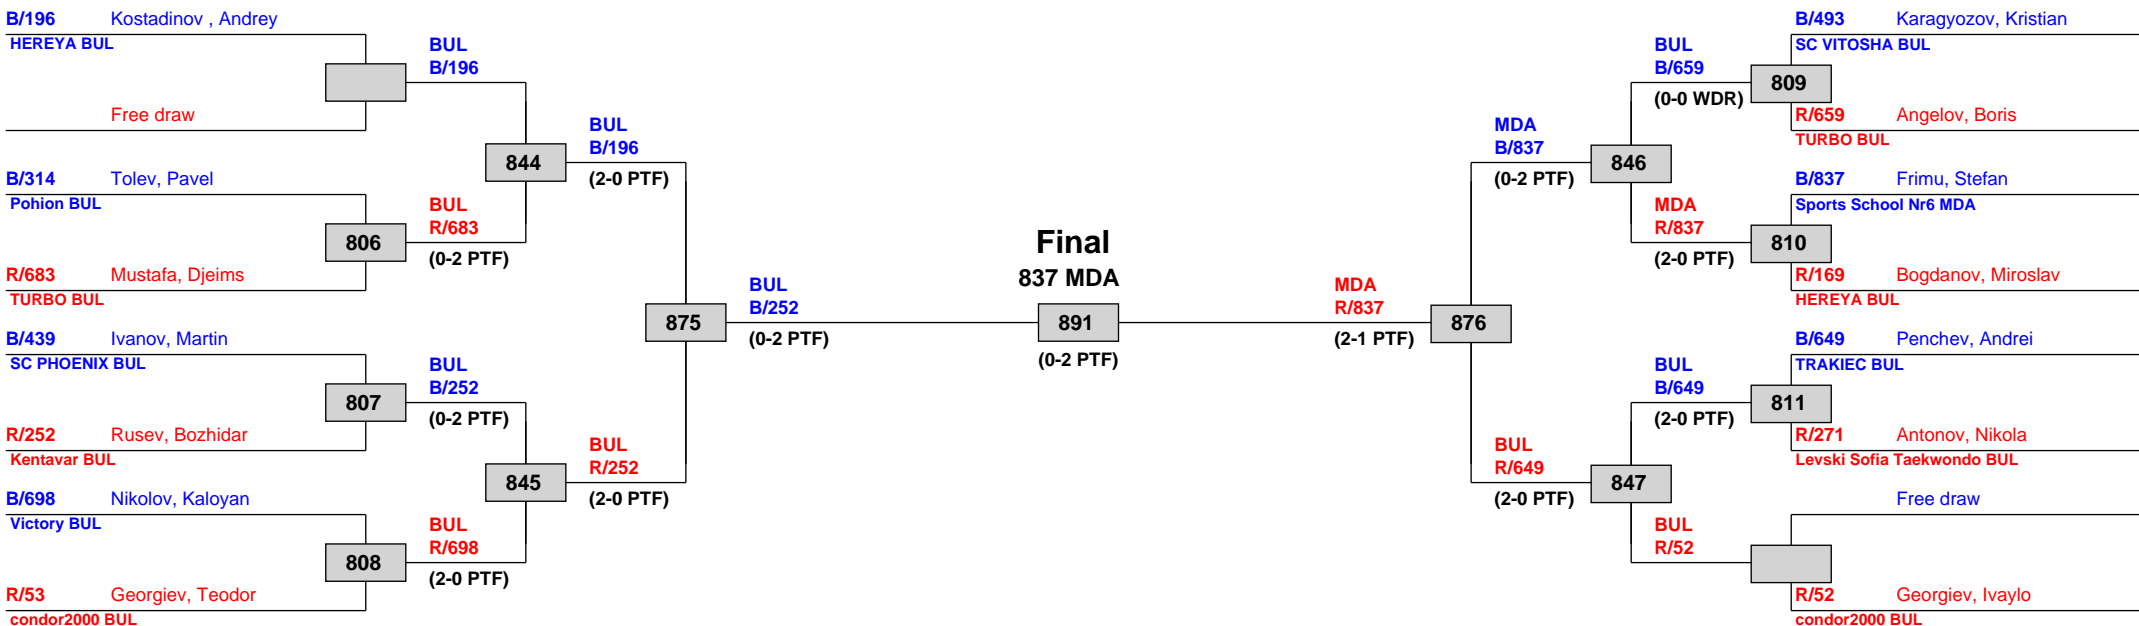 B/196 Kostadinov , Andrey
HEREYA BUL
Free draw
B/314 Tolev, Pavel
Pohion BUL
R/683 Mustafa, Djeims
TURBO BUL
B/439 Ivanov, Martin
SC PHOENIX BUL
R/252 Rusev, Bozhidar
Kentavar BUL
B/698 Nikolov, Kaloyan
Victory BUL
R/53 Georgiev, Teodor
condor2000 BUL
806
807
808
BUL
B/196
BUL
R/683
(0-2 PTF)
BUL
B/252
(0-2 PTF)
BUL
R/698
(2-0 PTF)
844
845
BUL
B/196
(2-0 PTF)
BUL
R/252
(2-0 PTF)
875
BUL
B/252
(0-2 PTF)
Final
837 MDA
891
(0-2 PTF)
MDA
R/837
(2-1 PTF)
876
MDA
B/837
(0-2 PTF)
BUL
R/649
(2-0 PTF)
846
847
BUL
B/659
(0-0 WDR)
MDA
R/837
(2-0 PTF)
BUL
B/649
(2-0 PTF)
BUL
R/52
809
810
811
B/493 Karagyozov, Kristian
SC VITOSHA BUL
R/659 Angelov, Boris
TURBO BUL
B/837 Frimu, Stefan
Sports School Nr6 MDA
R/169 Bogdanov, Miroslav
HEREYA BUL
B/649 Penchev, Andrei
TRAKIEC BUL
R/271 Antonov, Nikola
Levski Sofia Taekwondo BUL
Free draw
R/52 Georgiev, Ivaylo
condor2000 BUL